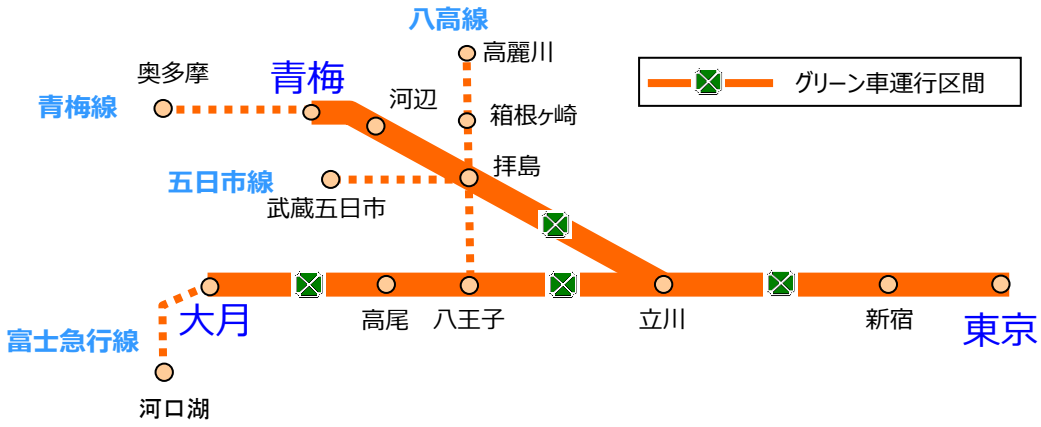 八高線
高麗川
奥多摩
青梅
グリーン車運行区間
青梅線
河辺
箱根ヶ崎
拝島
五日市線
武蔵五日市
大月
高尾
八王子
立川
新宿
東京
富士急行線
河口湖